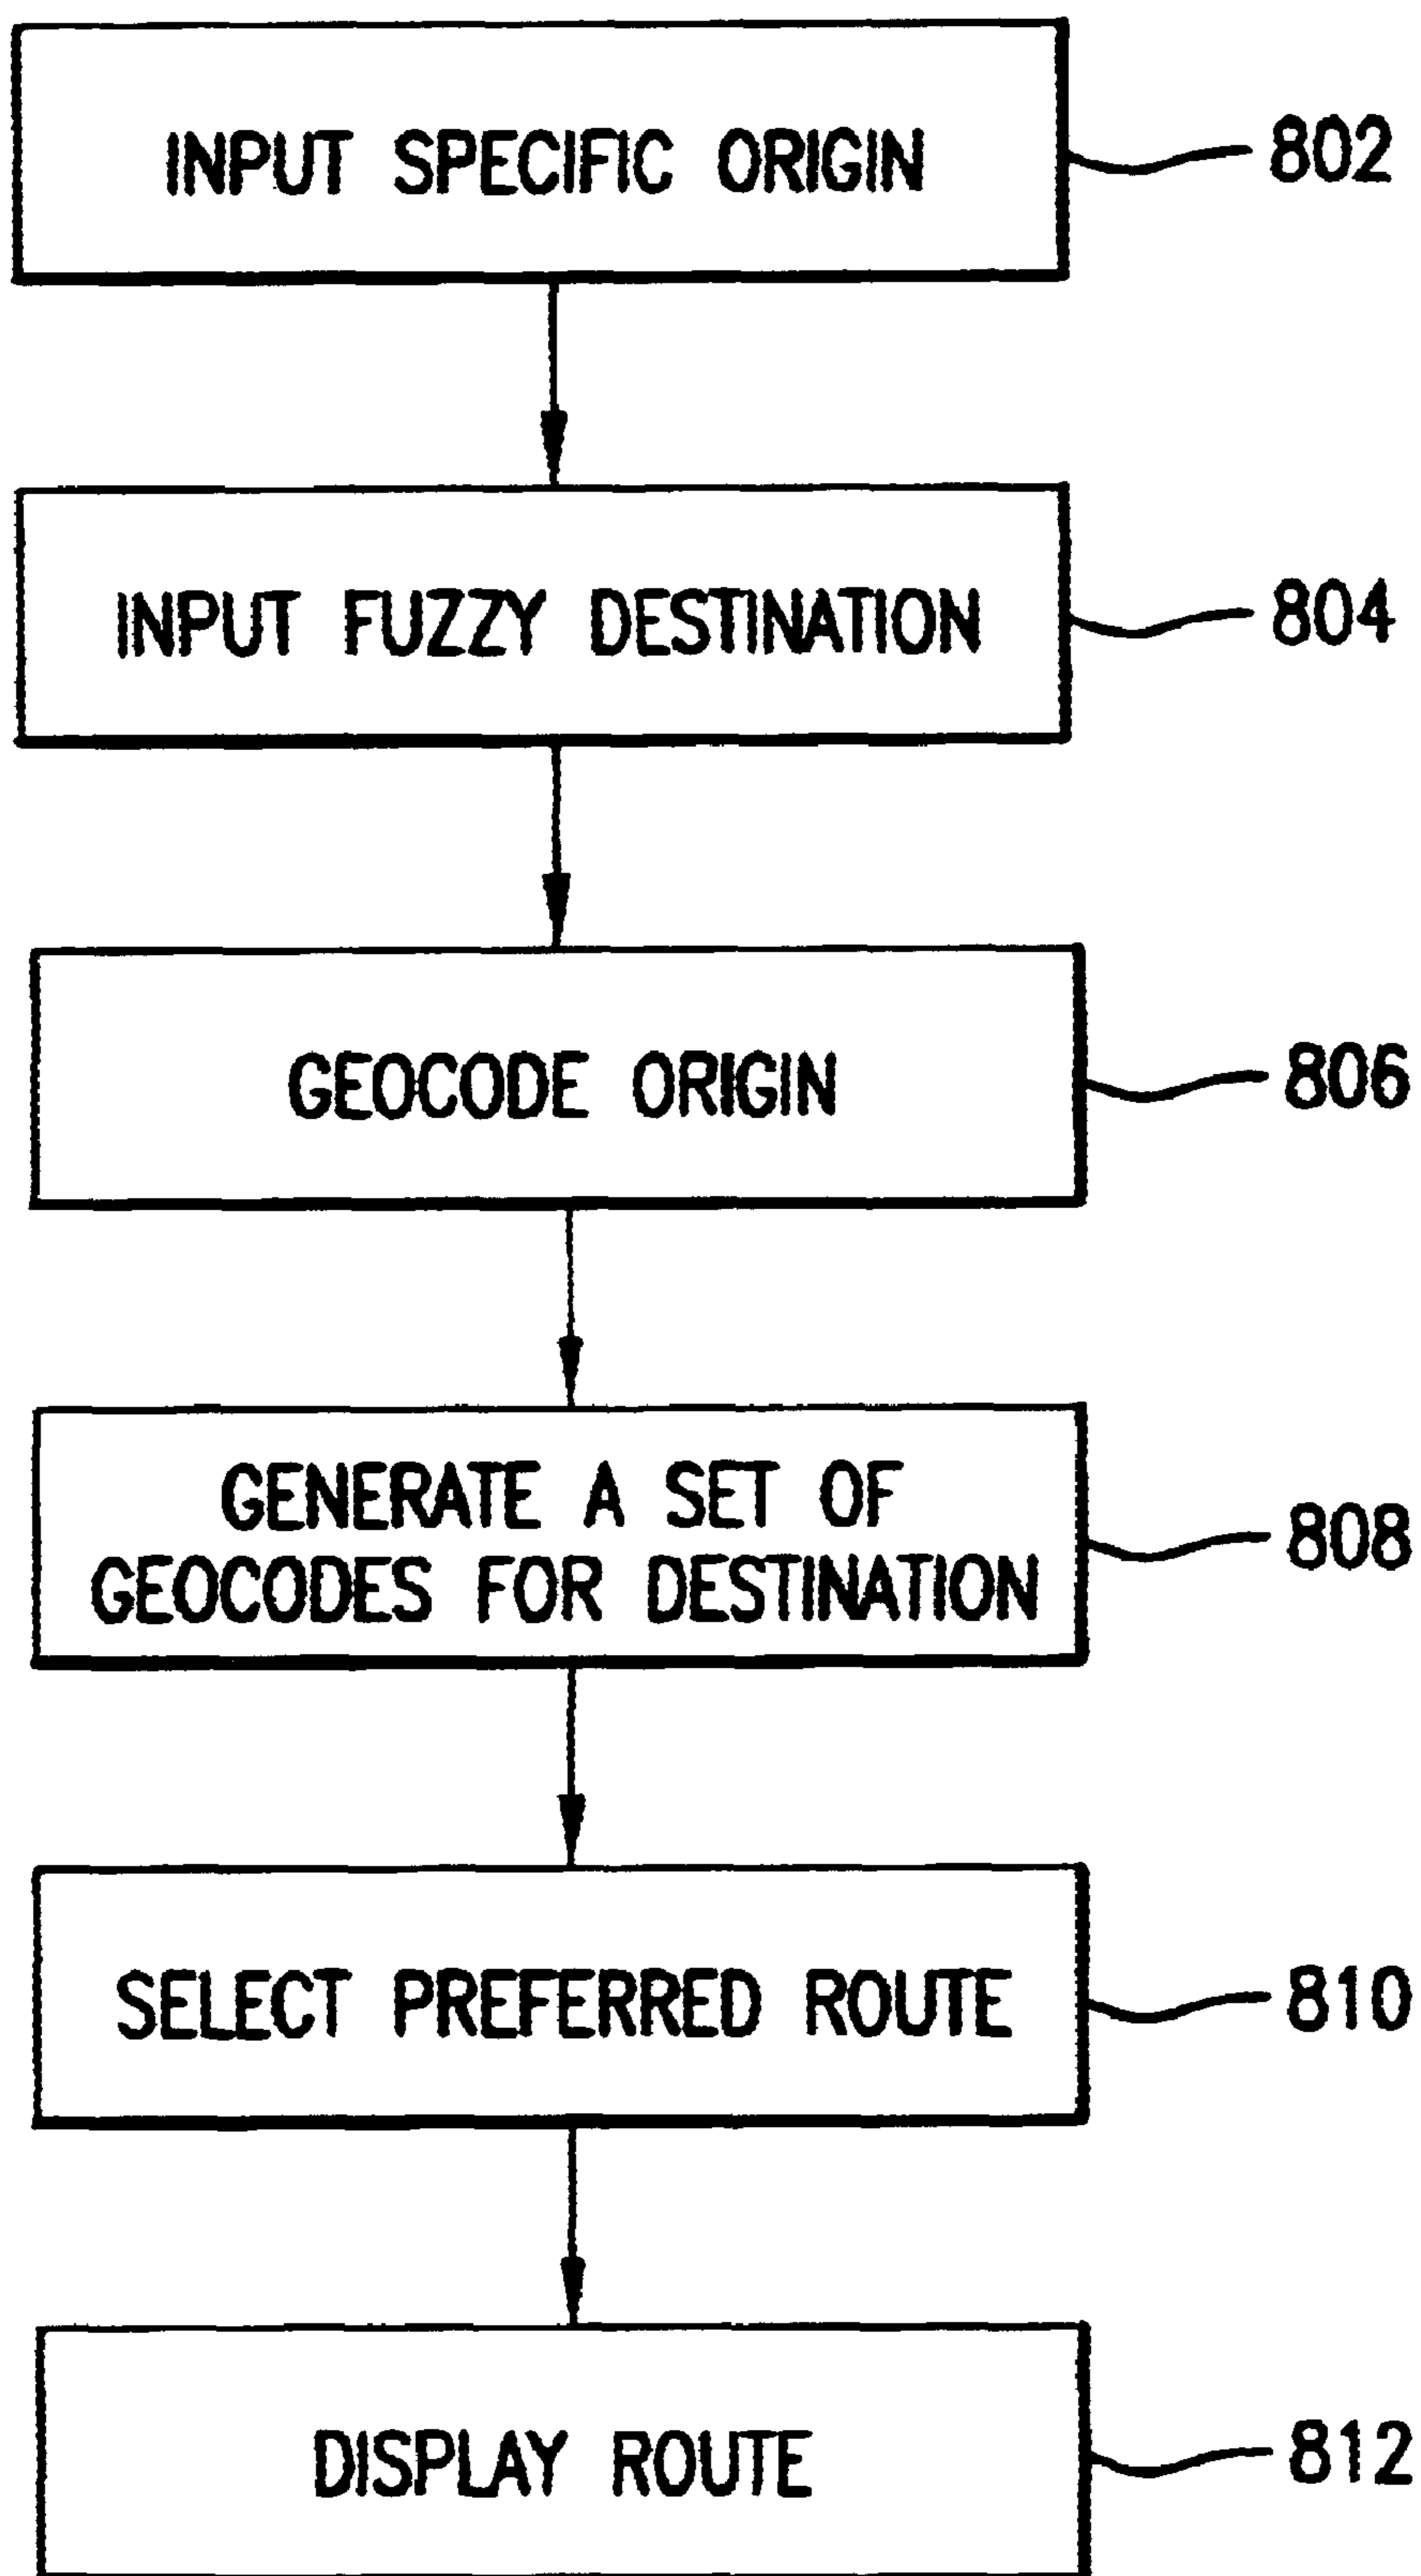 INPUT SPECIFIC ORIGIN
802
INPUT FUZZY DESTINATION
804
GEOCODE ORIGIN
806
GENERATE A SET OF
GEOCODES FOR DESTINATION
808
SELECT PREFERRED ROUTE
810
DISPLAY ROUTE
812